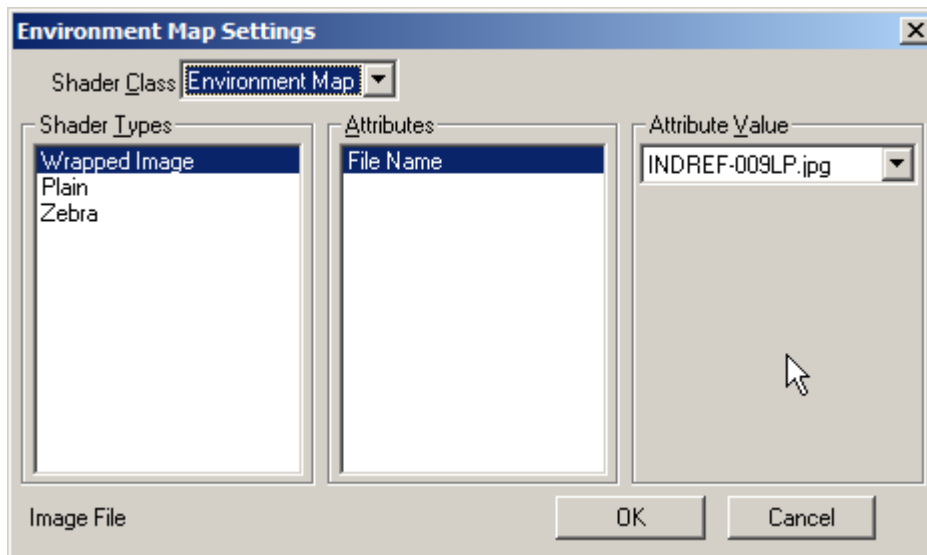 Environment Map Settings
Shader Class Environment Map
Shader Types
Wrapped Image
Plain
Zebra
Attributes
File Name
Attribute Value
INDREF-009LP.jpg
Image File
OK
Cancel